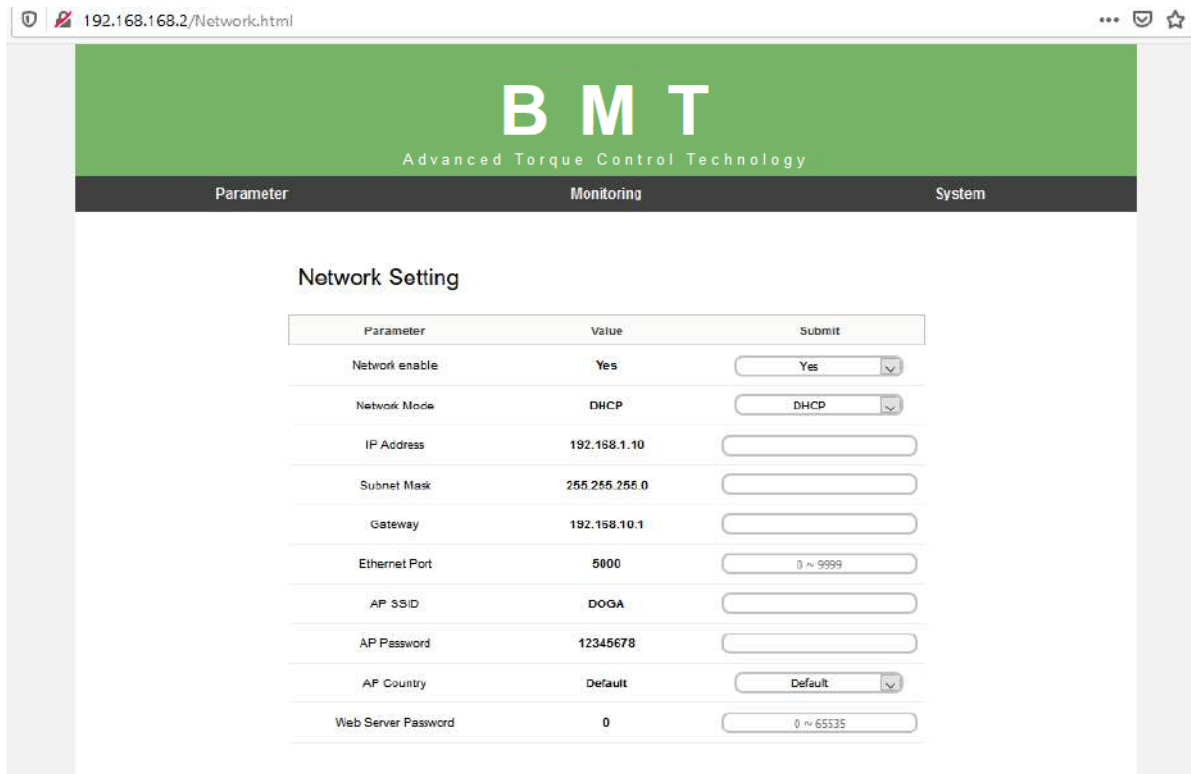 192.168.168.2/Network.html
B M T
Advanced Torque Control Technology
Parameter Monitoring System
Network Setting
Parameter Value Submit
Network enable Yes Yes
Network Mode DHCP DHCP
IP Address 192.168.1.10
Subnet Mask 255.255.255.0
Gateway 192.168.10.1
Ethernet Port 5000 0 ~ 9999
AP SSID DOGA
AP Password 12345678
AP Country Default Default
Web Server Password 0 0 ~ 65535